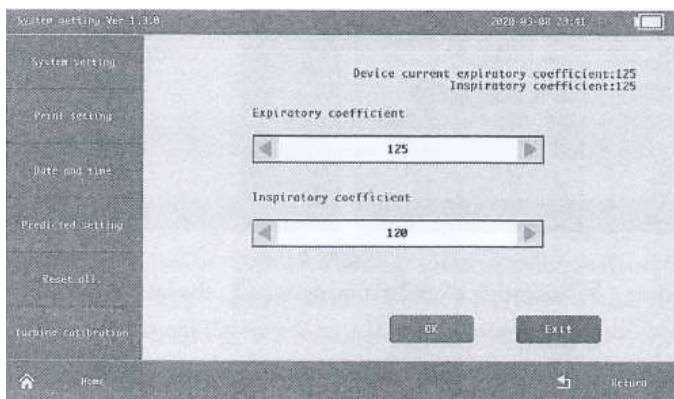 System setting Ver 1.3.0
2020-03-08 23:41
System setting
Device current expiratory coefficient:125
Inspiratory coefficient:125
Print setting
Expiratory coefficient
125
Date and time
Inspiratory coefficient
Predicted setting
120
Reset all.
Turbine calibration
OK
Exit
Home
Return